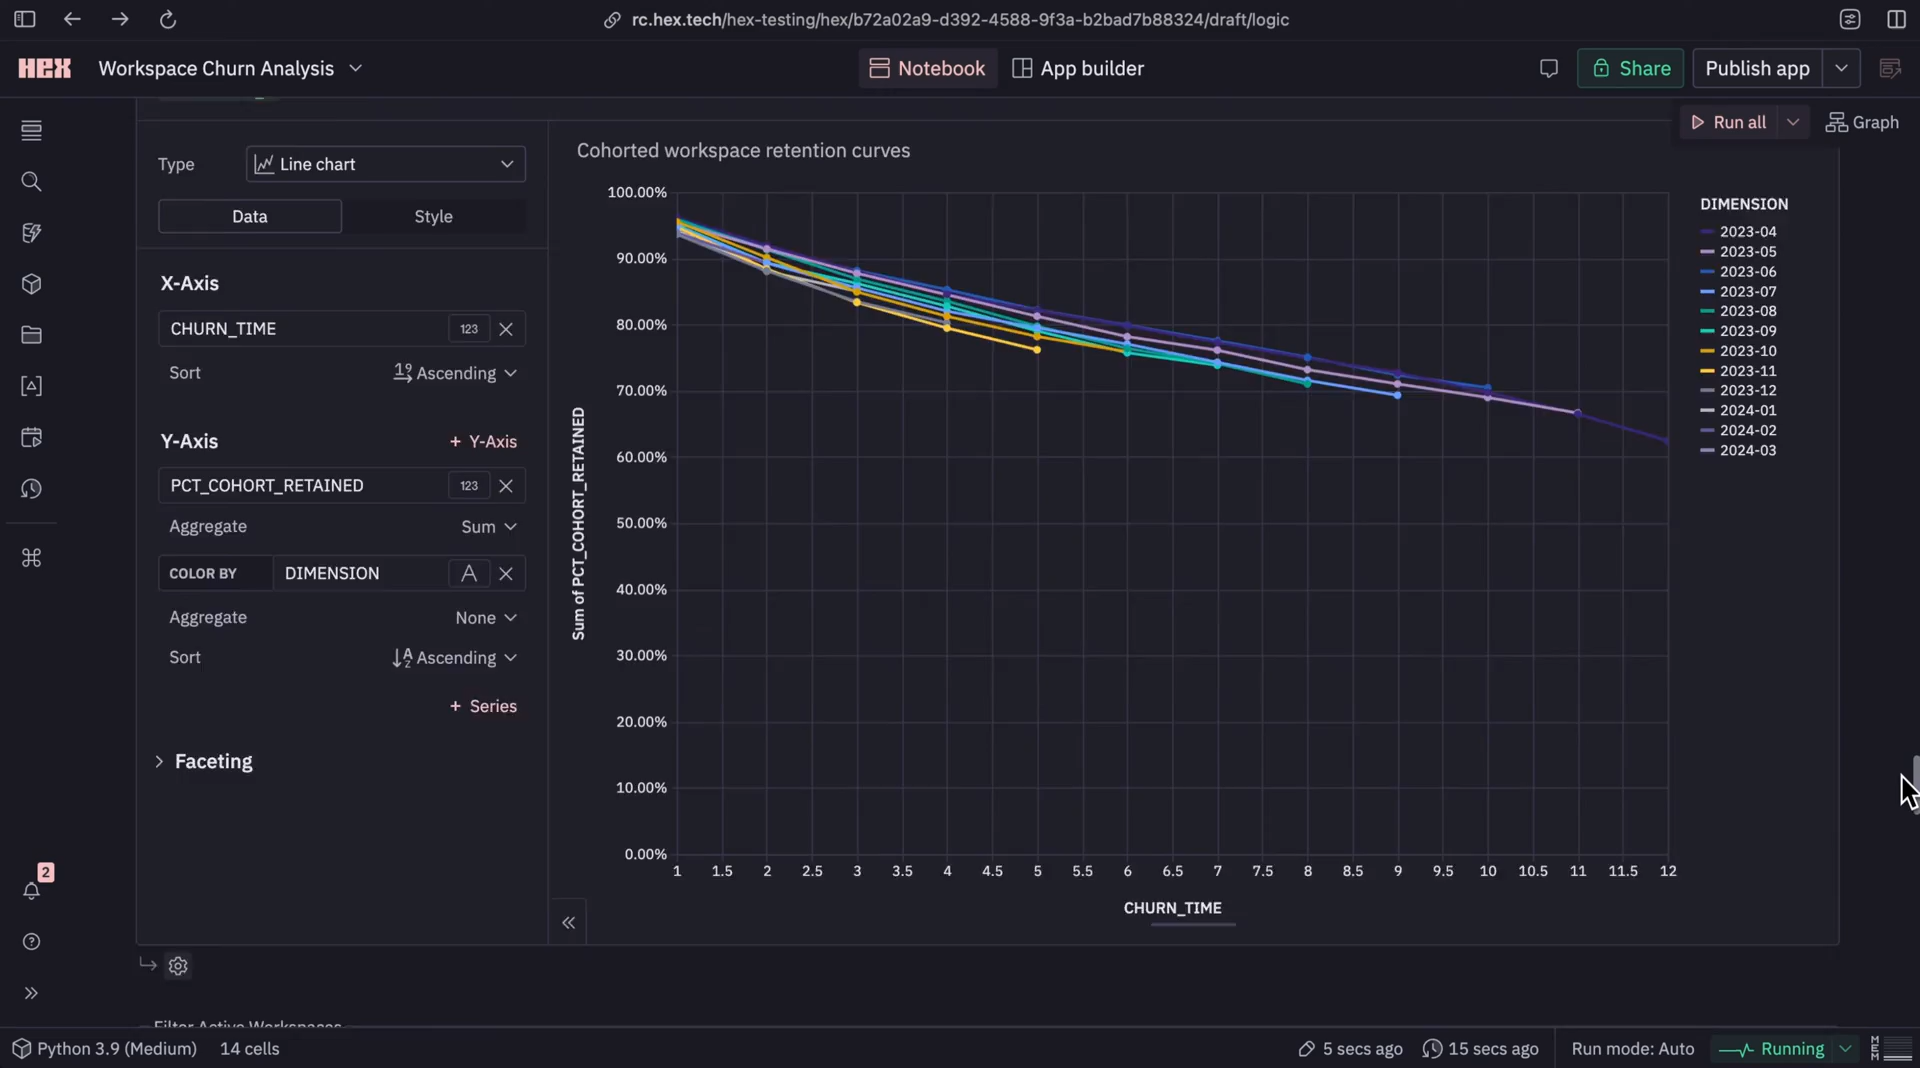 rc.hex.tech/hex-testing/hex/b72a02a9-d392-4588-9f3a-b2bad7b88324/draft/logic
HEX
Workspace Churn Analysis
Notebook
App builder
Share
Publish app
Run all
Graph
Type
Line chart
Data
Style
X-Axis
CHURN_TIME
123
Sort
Ascending
Y-Axis
+ Y-Axis
PCT_COHORT_RETAINED
123
Aggregate
Sum
COLOR BY
DIMENSION
Aggregate
None
Sort
Ascending
+ Series
Faceting
Cohorted workspace retention curves
100.00%
90.00%
80.00%
70.00%
60.00%
50.00%
40.00%
30.00%
20.00%
10.00%
0.00%
Sum of PCT_COHORT_RETAINED
1 1.5 2 2.5 3 3.5 4 4.5 5 5.5 6 6.5 7 7.5 8 8.5 9 9.5 10 10.5 11 11.5 12
CHURN_TIME
DIMENSION
2023-04
2023-05
2023-06
2023-07
2023-08
2023-09
2023-10
2023-11
2023-12
2024-01
2024-02
2024-03
2
Filter Active Workspaces
Python 3.9 (Medium)
14 cells
5 secs ago
15 secs ago
Run mode: Auto
Running
MEM